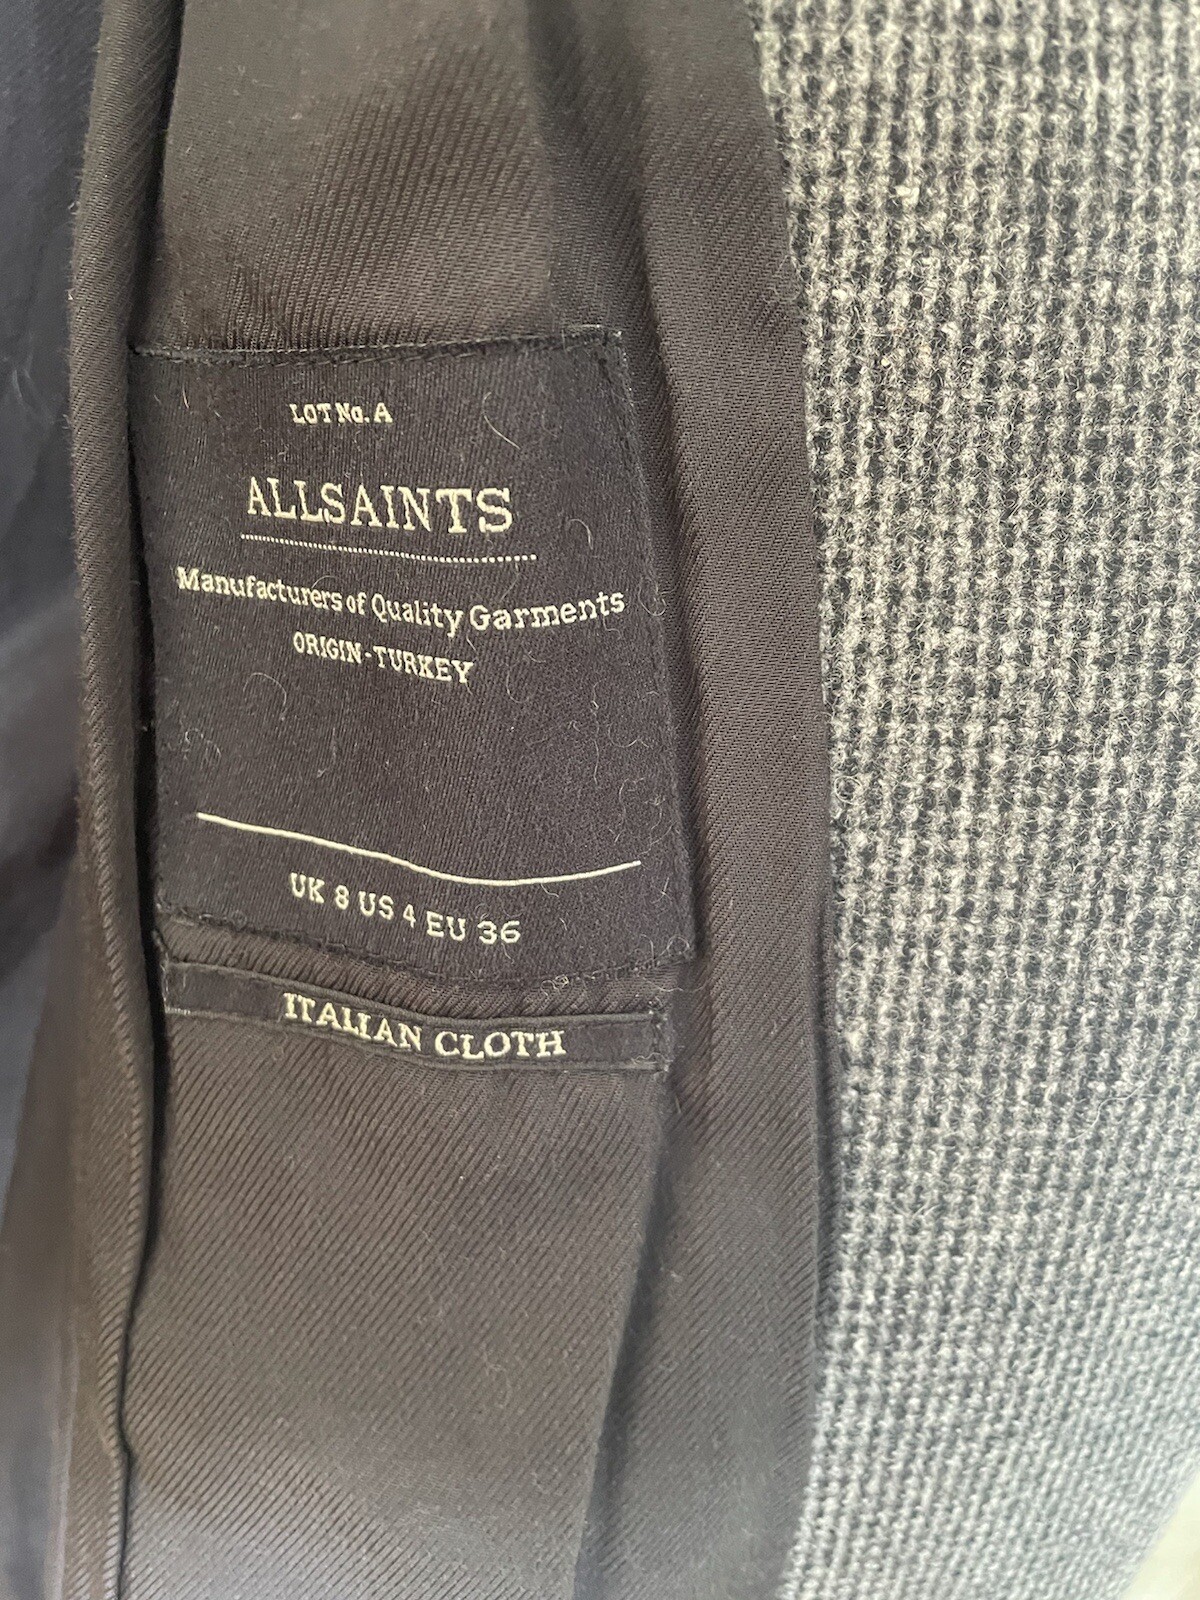 LOT No. A
ALLSAINTS
Manufacturers of Quality Garments
ORIGIN-TURKEY
UK 8 US 4 EU 36
ITALIAN CLOTH